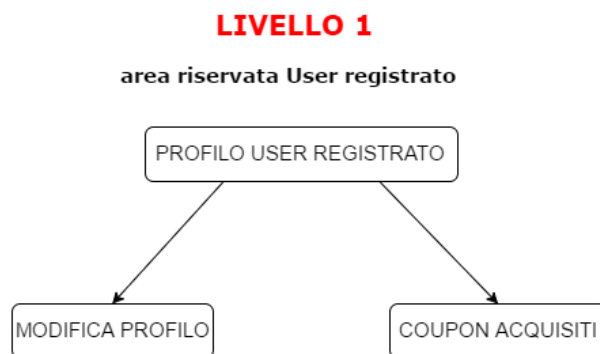 LIVELLO 1
area riservata User registrato
PROFILO USER REGISTRATO
MODIFICA PROFILO
COUPON ACQUISITI